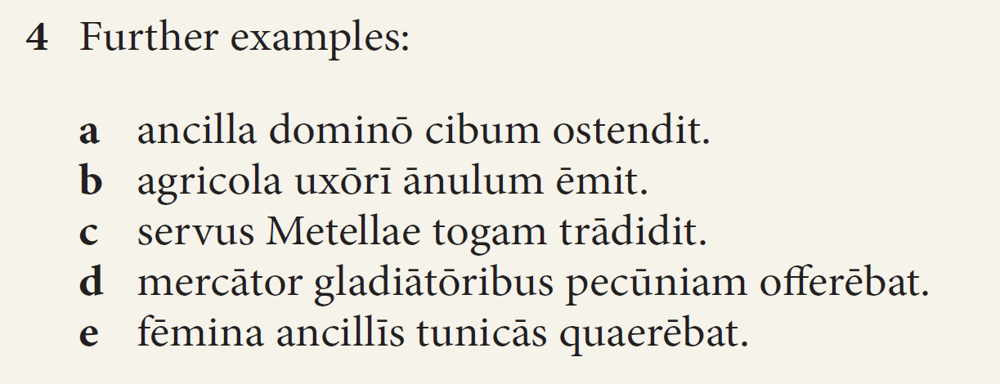 4 Further examples:
a ancilla dominō cibum ostendit.
b agricola uxōrī ānulum ēmit.
c servus Metellae togam trādidit.
d mercātor gladiātōribus pecūniam offerēbat.
e fēmina ancillīs tunicās quaerēbat.